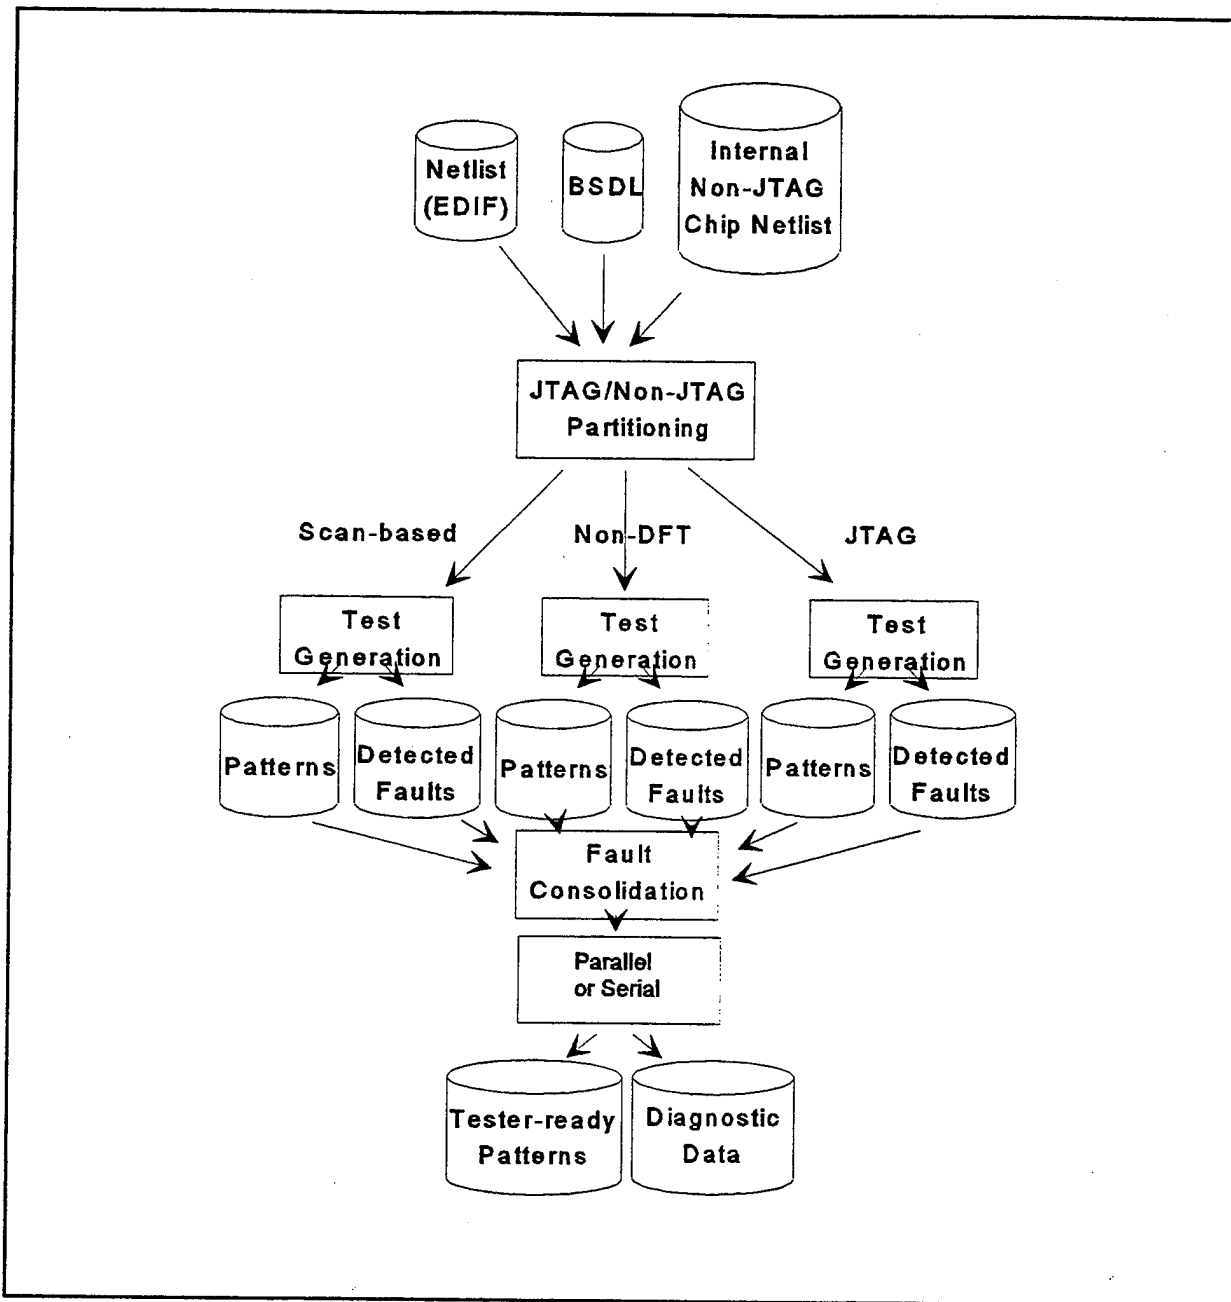 Netlist
(EDIF)
BSDL
Internal
Non-JTAG
Chip Netlist
JTAG/Non-JTAG
Partitioning
Scan-based
Non-DFT
JTAG
Test
Generation
Test
Generation
Test
Generation
Patterns
Detected
Faults
Patterns
Detected
Faults
Patterns
Detected
Faults
Fault
Consolidation
Parallel
or Serial
Tester-ready
Patterns
Diagnostic
Data